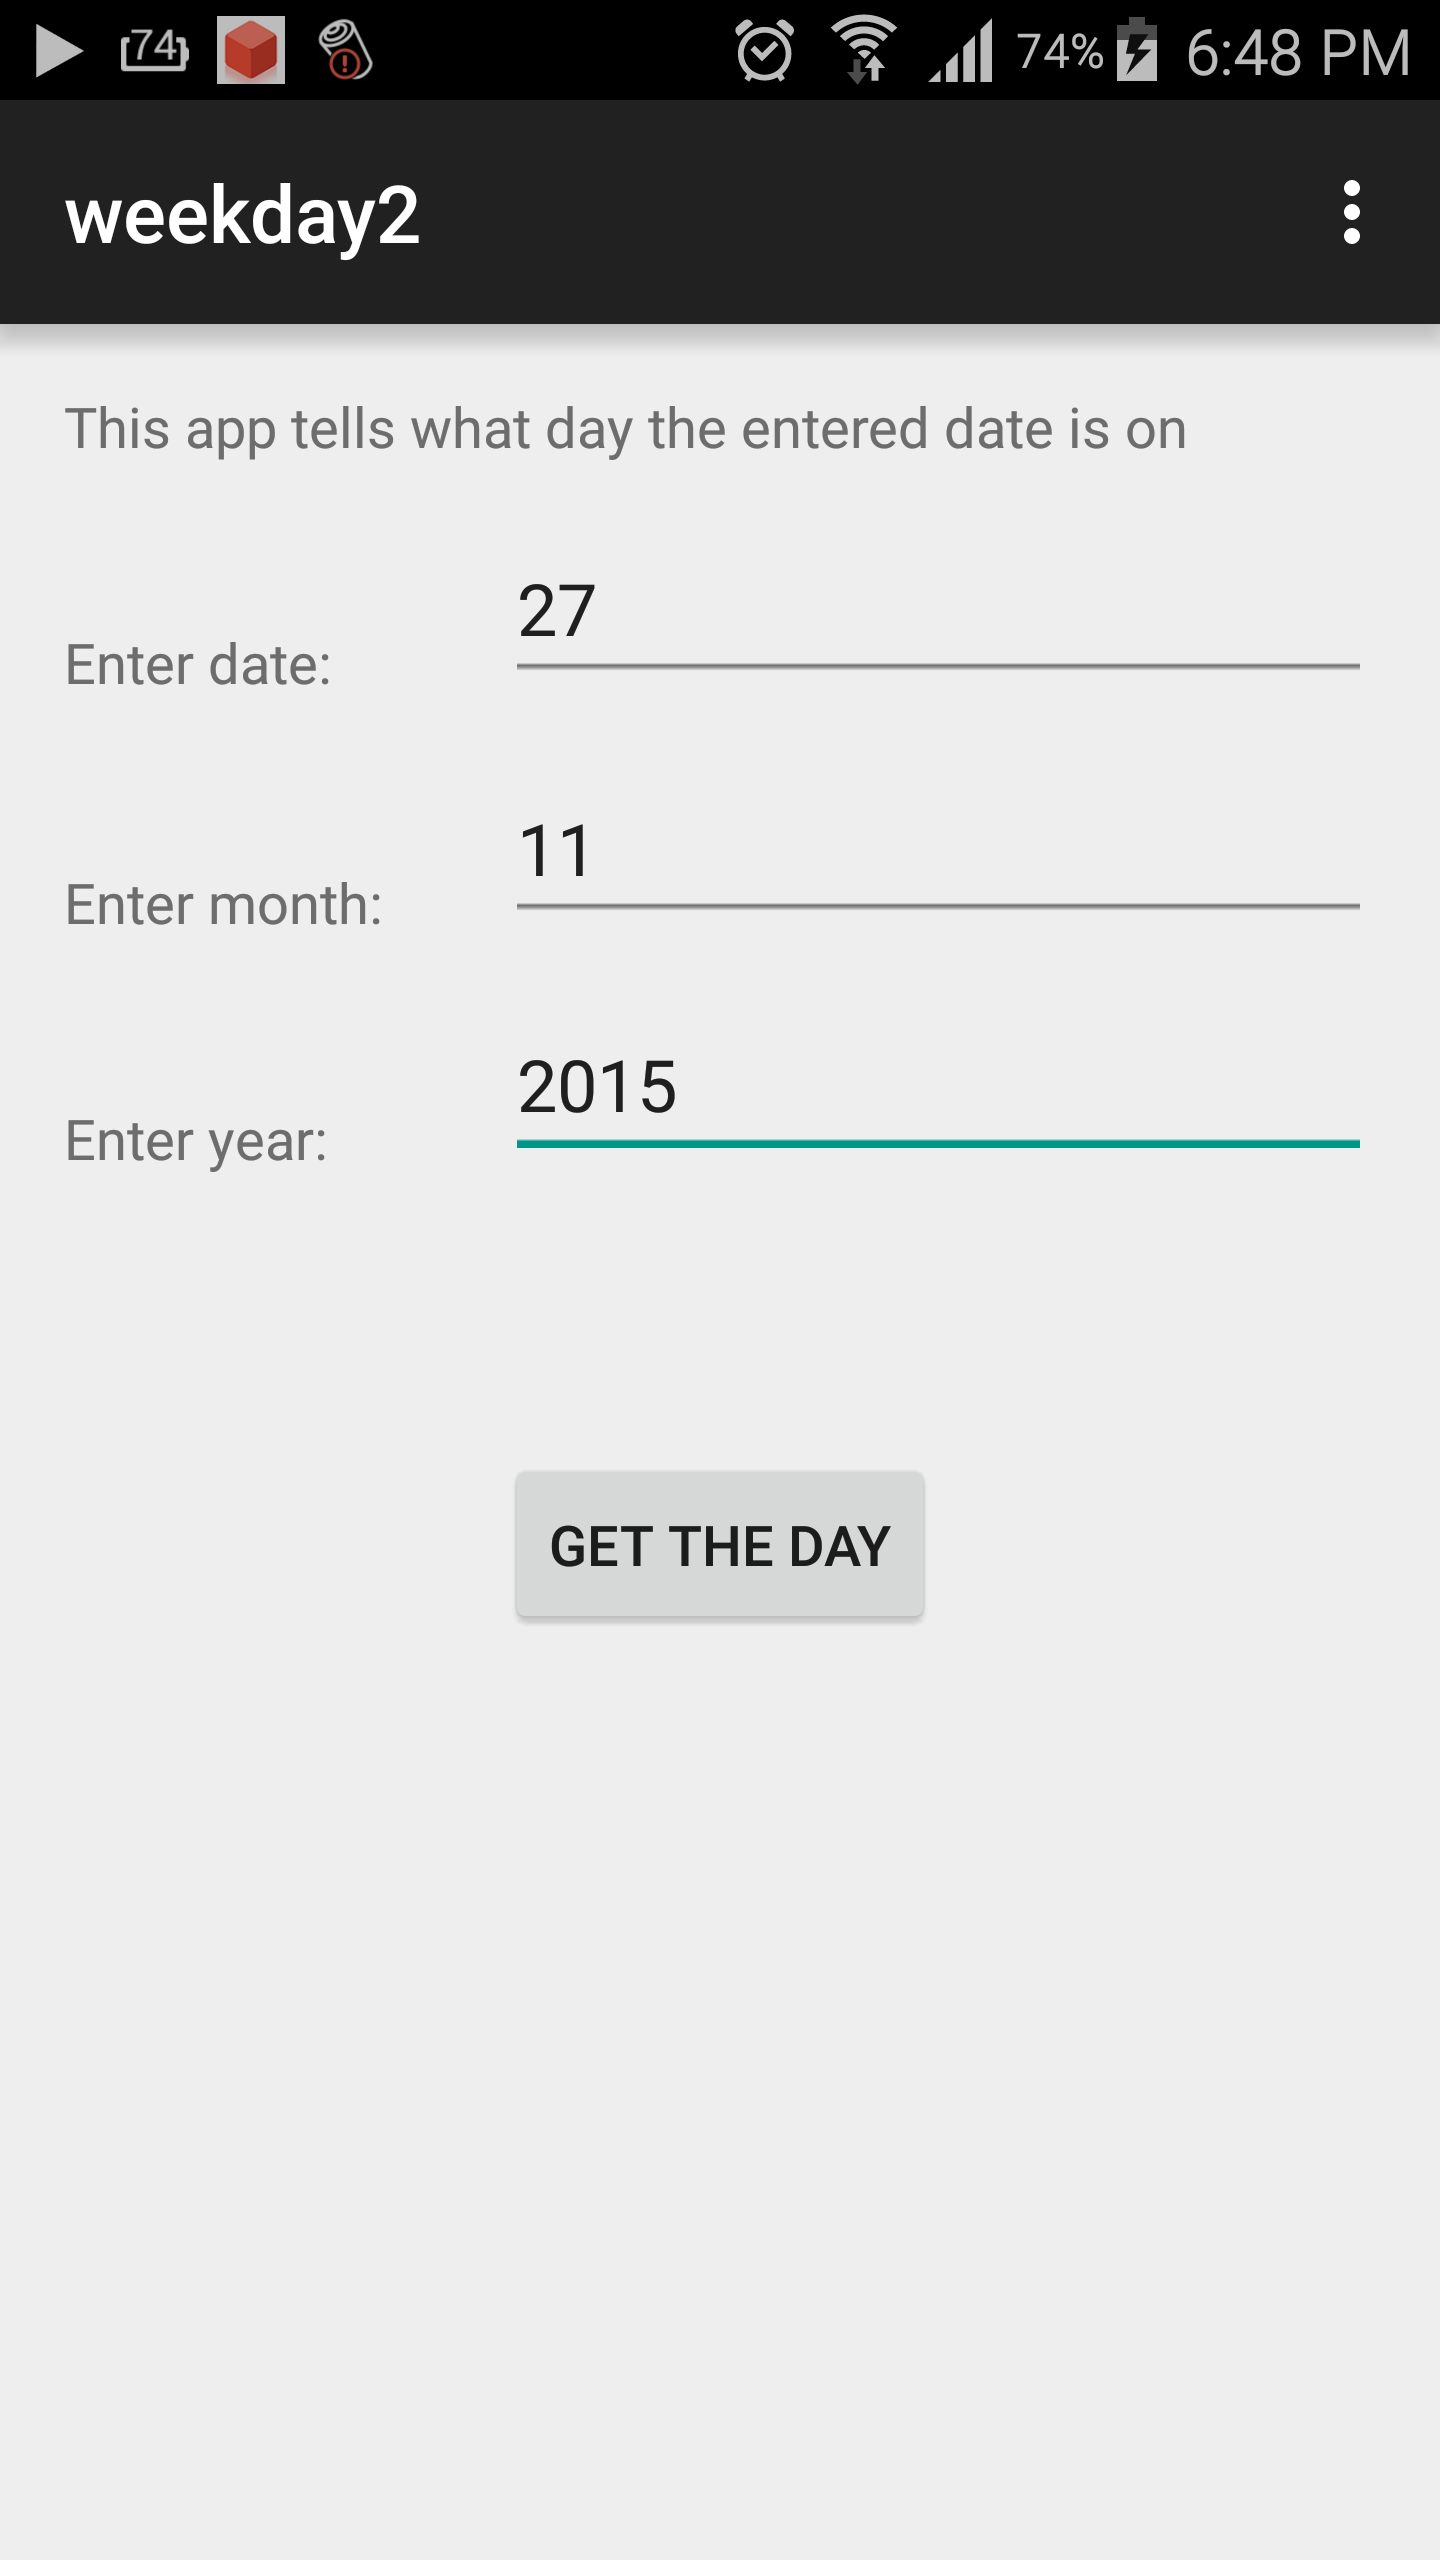 74 74% 6:48 PM
weekday2
This app tells what day the entered date is on
27
Enter date:
11
Enter month:
2015
Enter year:
GET THE DAY